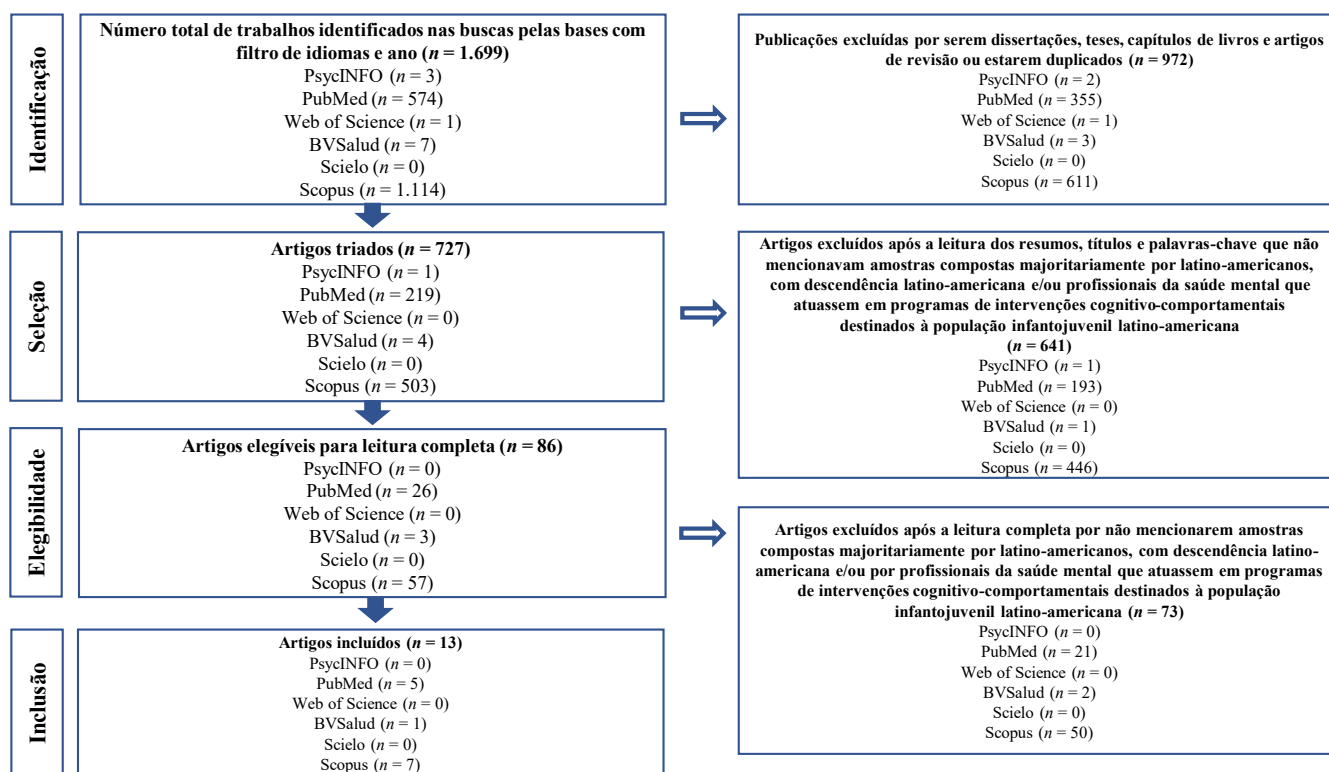 Identificação
Número total de trabalhos identificados nas buscas pelas bases com
filtro de idiomas e ano (n = 1.699)
PsycINFO (n = 3)
PubMed (n = 574)
Web of Science (n = 1)
BVSalud (n = 7)
Scielo (n = 0)
Scopus (n = 1.114)
Publicações excluídas por serem dissertações, teses, capítulos de livros e artigos
de revisão ou estarem duplicados (n = 972)
PsycINFO (n = 2)
PubMed (n = 355)
Web of Science (n = 1)
BVSalud (n = 3)
Scielo (n = 0)
Scopus (n = 611)
Seleção
Artigos triados (n = 727)
PsycINFO (n = 1)
PubMed (n = 219)
Web of Science (n = 0)
BVSalud (n = 4)
Scielo (n = 0)
Scopus (n = 503)
Artigos excluídos após a leitura dos resumos, títulos e palavras-chave que não
mencionavam amostras compostas majoritariamente por latino-americanos,
com descendência latino-americana e/ou profissionais da saúde mental que
atuassem em programas de intervenções cognitivo-comportamentais
destinados à população infantojuvenil latino-americana
(n = 641)
PsycINFO (n = 1)
PubMed (n = 193)
Web of Science (n = 0)
BVSalud (n = 1)
Scielo (n = 0)
Scopus (n = 446)
Elegibilidade
Artigos elegíveis para leitura completa (n = 86)
PsycINFO (n = 0)
PubMed (n = 26)
Web of Science (n = 0)
BVSalud (n = 3)
Scielo (n = 0)
Scopus (n = 57)
Artigos excluídos após a leitura completa por não mencionarem amostras
compostas majoritariamente por latino-americanos, com descendência latino-
americana e/ou por profissionais da saúde mental que atuassem em programas
de intervenções cognitivo-comportamentais destinados à população
infantojuvenil latino-americana (n = 73)
PsycINFO (n = 0)
PubMed (n = 21)
Web of Science (n = 0)
BVSalud (n = 2)
Scielo (n = 0)
Scopus (n = 50)
Inclusão
Artigos incluídos (n = 13)
PsycINFO (n = 0)
PubMed (n = 5)
Web of Science (n = 0)
BVSalud (n = 1)
Scielo (n = 0)
Scopus (n = 7)